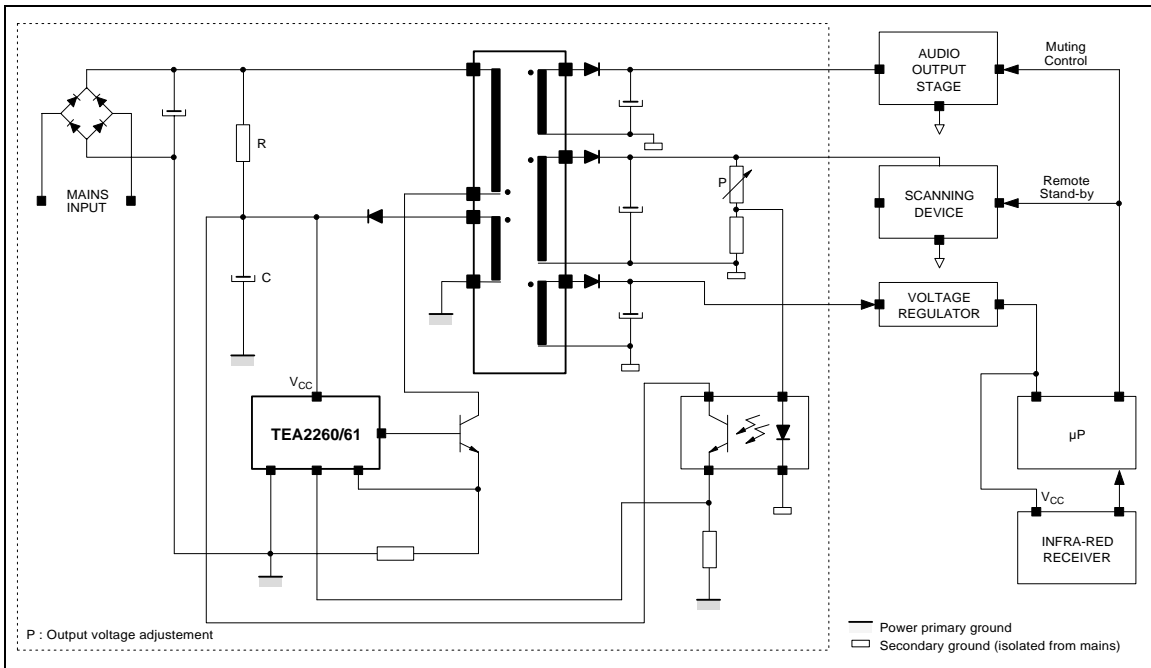 AUDIO
OUTPUT
STAGE
Muting
Control
R
MAINS
INPUT
P
SCANNING
DEVICE
Remote
Stand-by
C
VOLTAGE
REGULATOR
VCC
TEA2260/61
µP
VCC
INFRA-RED
RECEIVER
P : Output voltage adjustement
Power primary ground
Secondary ground (isolated from mains)